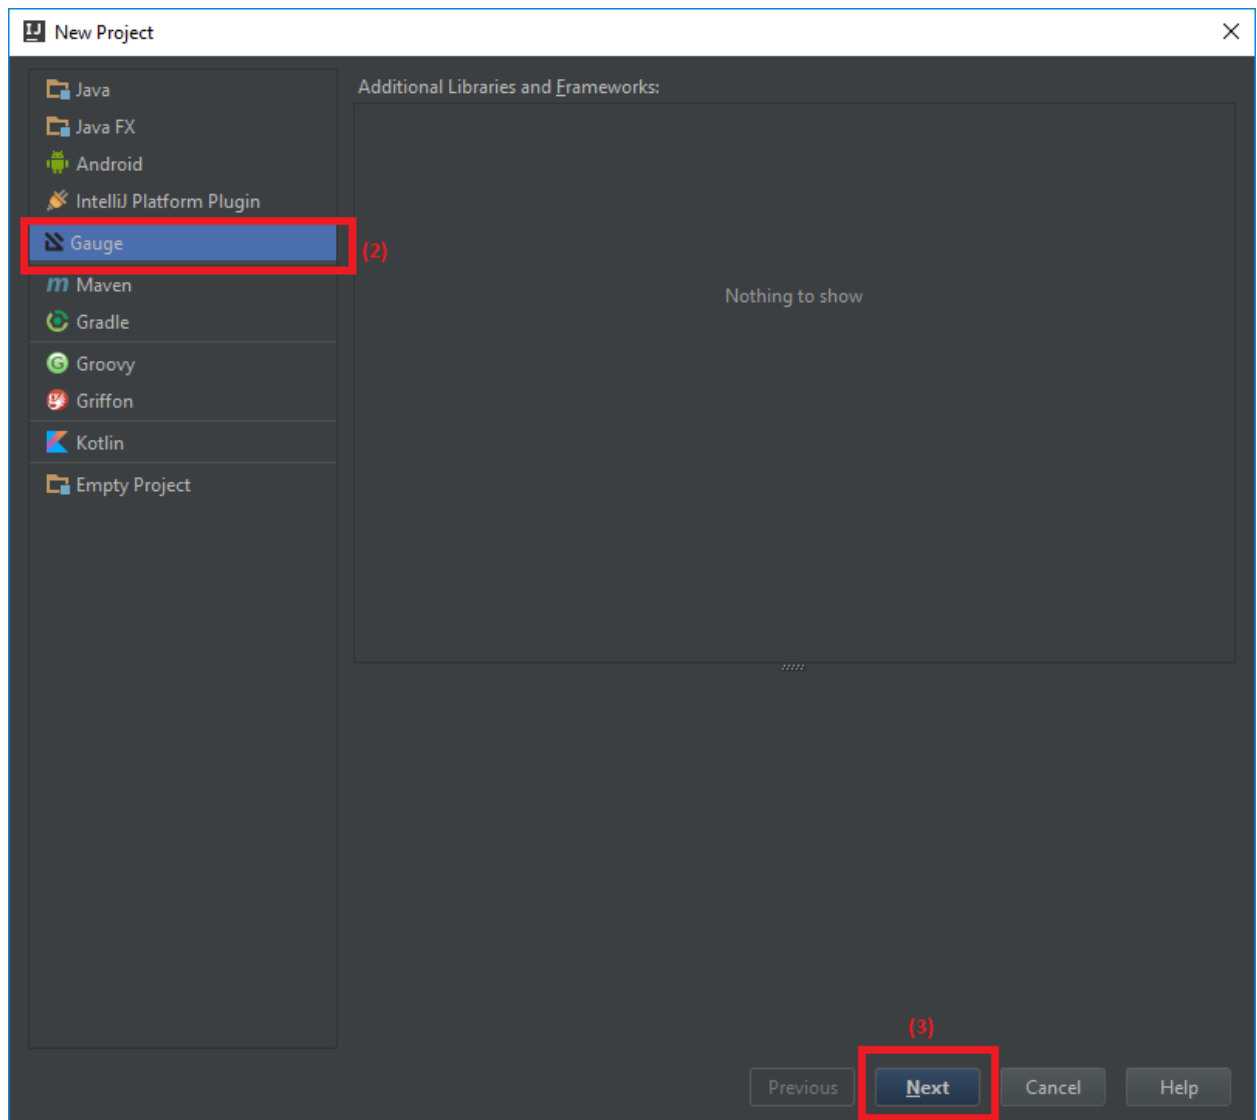 New Project
Java
Java FX
Android
IntelliJ Platform Plugin
Gauge
(2)
Maven
Gradle
Groovy
Griffon
Kotlin
Empty Project
Additional Libraries and Frameworks:
Nothing to show
(3)
Previous
Next
Cancel
Help